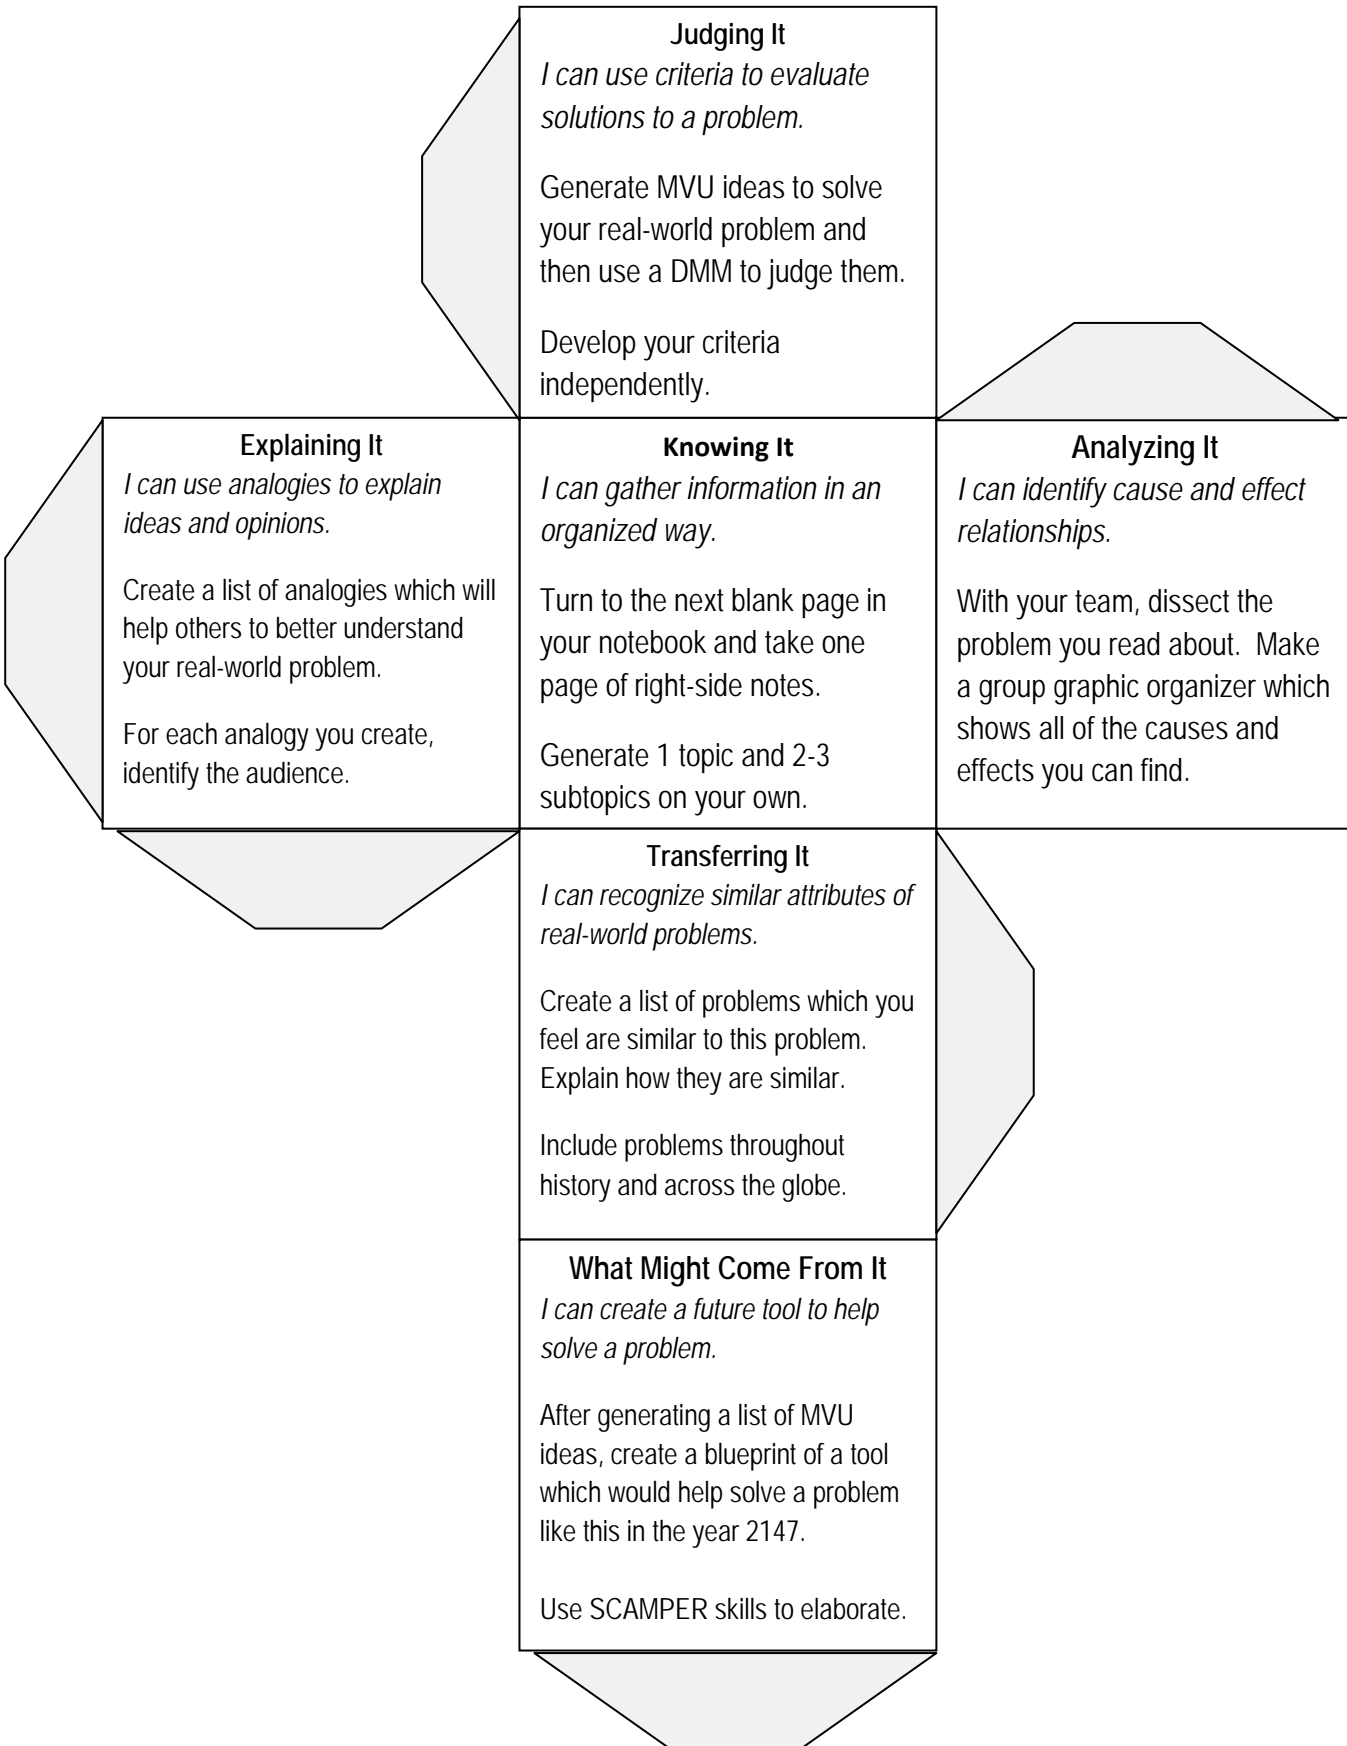 Judging It
I can use criteria to evaluate
solutions to a problem.
Generate MVU ideas to solve
your real-world problem and
then use a DMM to judge them.
Develop your criteria
independently.
Explaining It
I can use analogies to explain
ideas and opinions.
Create a list of analogies which will
help others to better understand
your real-world problem.
For each analogy you create,
identify the audience.
Knowing It
I can gather information in an
organized way.
Turn to the next blank page in
your notebook and take one
page of right-side notes.
Generate 1 topic and 2-3
subtopics on your own.
Analyzing It
I can identify cause and effect
relationships.
With your team, dissect the
problem you read about.  Make
a group graphic organizer which
shows all of the causes and
effects you can find.
Transferring It
I can recognize similar attributes of
real-world problems.
Create a list of problems which you
feel are similar to this problem.
Explain how they are similar.
Include problems throughout
history and across the globe.
What Might Come From It
I can create a future tool to help
solve a problem.
After generating a list of MVU
ideas, create a blueprint of a tool
which would help solve a problem
like this in the year 2147.
Use SCAMPER skills to elaborate.